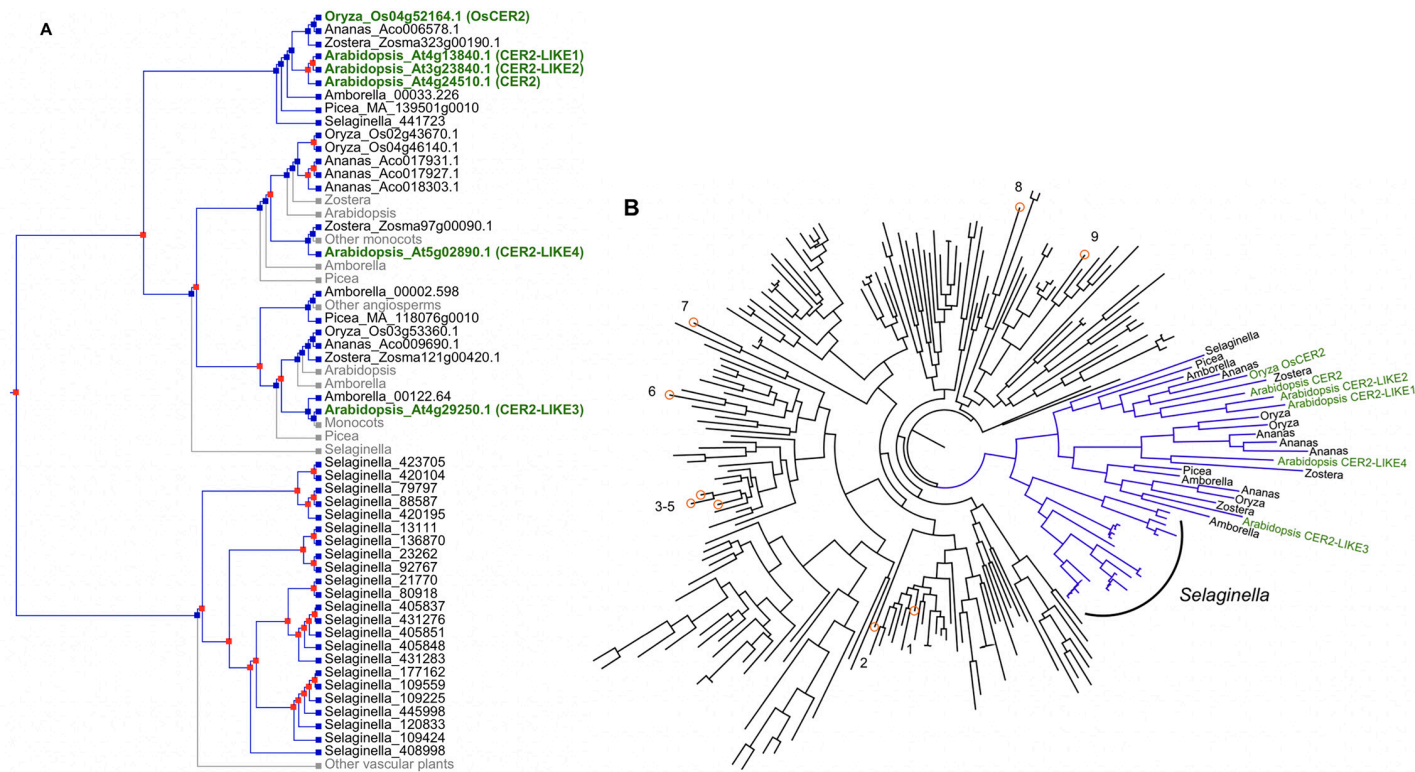 A
Oryza_Os04g52164.1 (OsCER2)
Ananas_Aco006578.1
Zostera_Zosma323g00190.1
Arabidopsis_At4g13840.1 (CER2-LIKE1)
Arabidopsis_At3g23840.1 (CER2-LIKE2)
Arabidopsis_At4g24510.1 (CER2)
Amborella_00033.226
Picea_MA_139501g0010
Selaginella_441723
Oryza_Os02g43670.1
Oryza_Os04g46140.1
Ananas_Aco017931.1
Ananas_Aco017927.1
Ananas_Aco018303.1
Zostera
Arabidopsis
Zostera_Zosma97g00090.1
Other monocots
Arabidopsis_At5g02890.1 (CER2-LIKE4)
Amborella
Picea
Amborella_00002.598
Other angiosperms
Picea_MA_118076g0010
Oryza_Os03g53360.1
Ananas_Aco009690.1
Zostera_Zosma121g00420.1
Arabidopsis
Amborella
Amborella_00122.64
Arabidopsis_At4g29250.1 (CER2-LIKE3)
Monocots
Picea
Selaginella
Selaginella_423705
Selaginella_420104
Selaginella_79797
Selaginella_88587
Selaginella_420195
Selaginella_13111
Selaginella_136870
Selaginella_23262
Selaginella_92767
Selaginella_21770
Selaginella_80918
Selaginella_405837
Selaginella_431276
Selaginella_405851
Selaginella_405848
Selaginella_431283
Selaginella_177162
Selaginella_109559
Selaginella_109225
Selaginella_445998
Selaginella_120833
Selaginella_109424
Selaginella_408998
Other vascular plants
B
8
9
7
6
3-5
2
1
Selaginella
Picea
Amborella
Ananas
Oryza OsCER2
Zostera
Arabidopsis CER2
Arabidopsis CER2-LIKE2
Arabidopsis CER2-LIKE1
Oryza
Oryza
Ananas
Ananas
Ananas
Arabidopsis CER2-LIKE4
Zostera
Picea
Amborella
Ananas
Oryza
Zostera
Arabidopsis CER2-LIKE3
Amborella
Selaginella